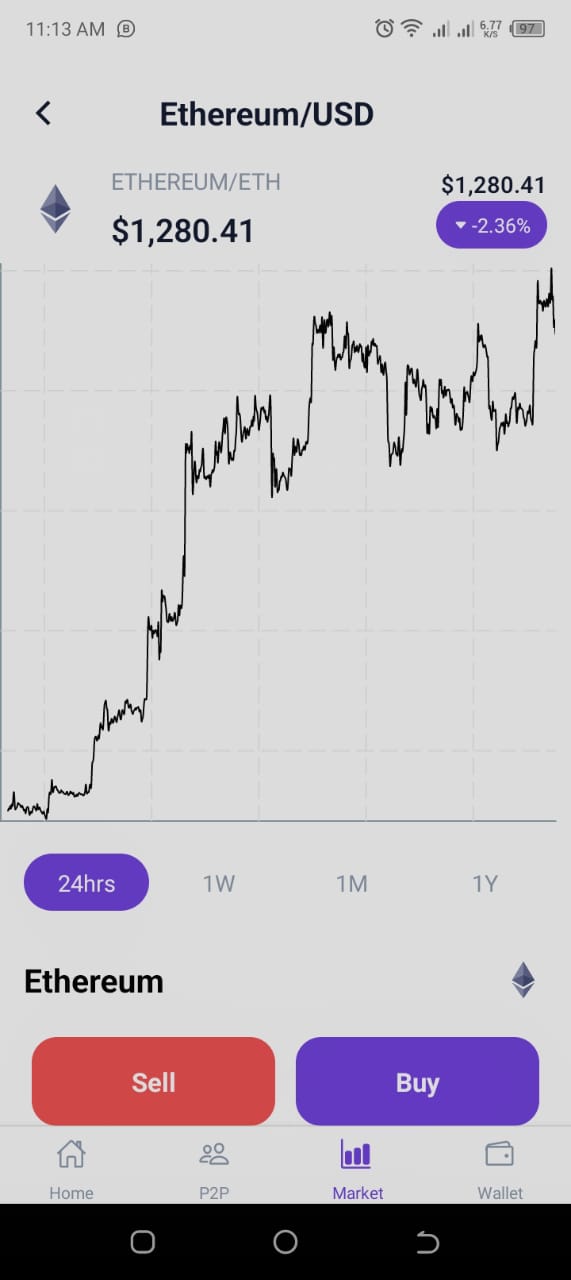 11:13 AM
6.77
K/S
97
Ethereum/USD
ETHEREUM/ETH
$1,280.41
$1,280.41
-2.36%
24hrs
1W
1M
1Y
Ethereum
Sell
Buy
Home
P2P
Market
Wallet